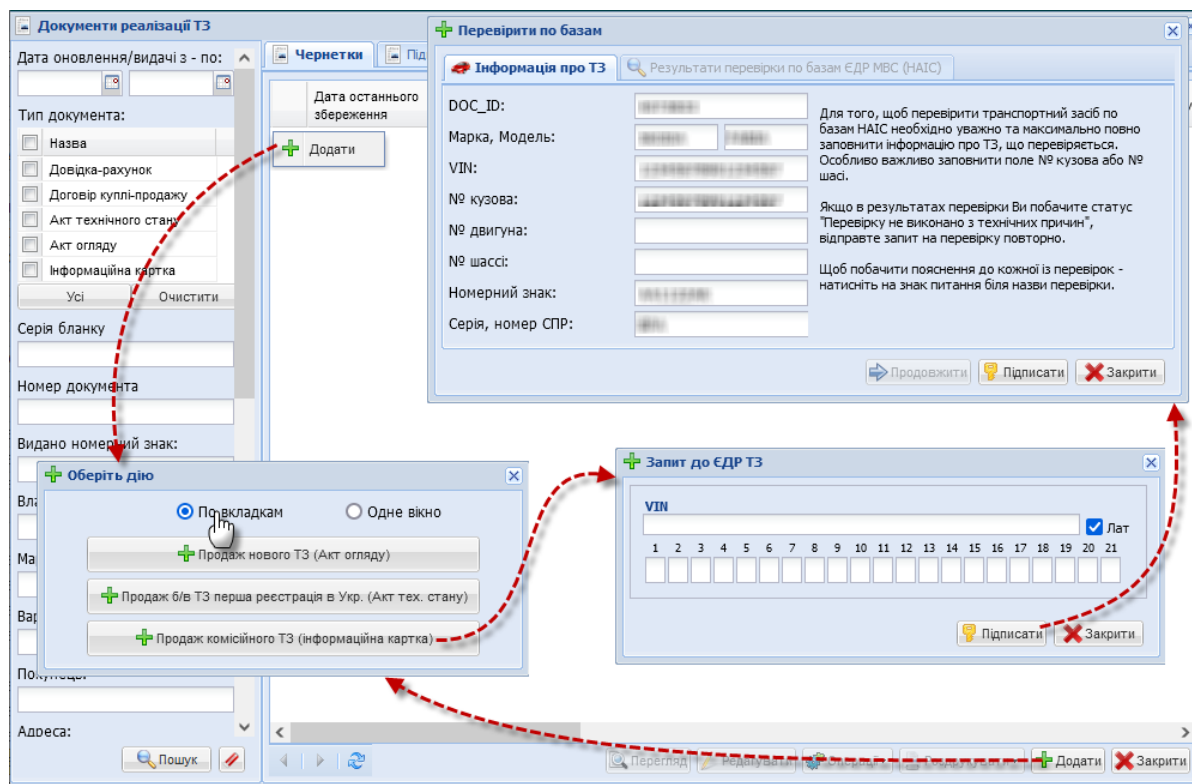 Документи реалізації ТЗ
Дата оновлення/видачі з - по:
Тип документа:
Назва
Довідка-рахунок
Договір куплі-продажу
Акт технічного стану
Акт огляду
Інформаційна картка
Усі
Очистити
Серія бланку
Номер документа
Видано номерний знак:
Покупець:
Адреса:
Пошук
Чернетки
Дата останнього
збереження
Додати
Перевірити по базам
Інформація про ТЗ
Результати перевірки по базам ЄДР МВС (НАІС)
DOC_ID:
Марка, Модель:
VIN:
№ кузова:
№ двигуна:
№ шассі:
Номерний знак:
Серія, номер СПР:
Для того, щоб перевірити транспортний засіб по
базам НАІС необхідно уважно та максимально повно
заповнити інформацію про ТЗ, що перевіряється.
Особливо важливо заповнити поле № кузова або №
шасі.
Якщо в результатах перевірки Ви побачите статус
"Перевірку не виконано з технічних причин",
відправте запит на перевірку повторно.
Щоб побачити пояснення до кожної із перевірок -
натисніть на знак питання біля назви перевірки.
Продовжити
Підписати
Закрити
Оберіть дію
По вкладкам
Одне вікно
Продаж нового ТЗ (Акт огляду)
Продаж б/в ТЗ перша реєстрація в Укр. (Акт тех. стану)
Продаж комісійного ТЗ (інформаційна картка)
Запит до ЄДР ТЗ
VIN
Лат
1 2 3 4 5 6 7 8 9 10 11 12 13 14 15 16 17 18 19 20 21
Підписати
Закрити
Перегляд
Редагувати
Додати
Закрити